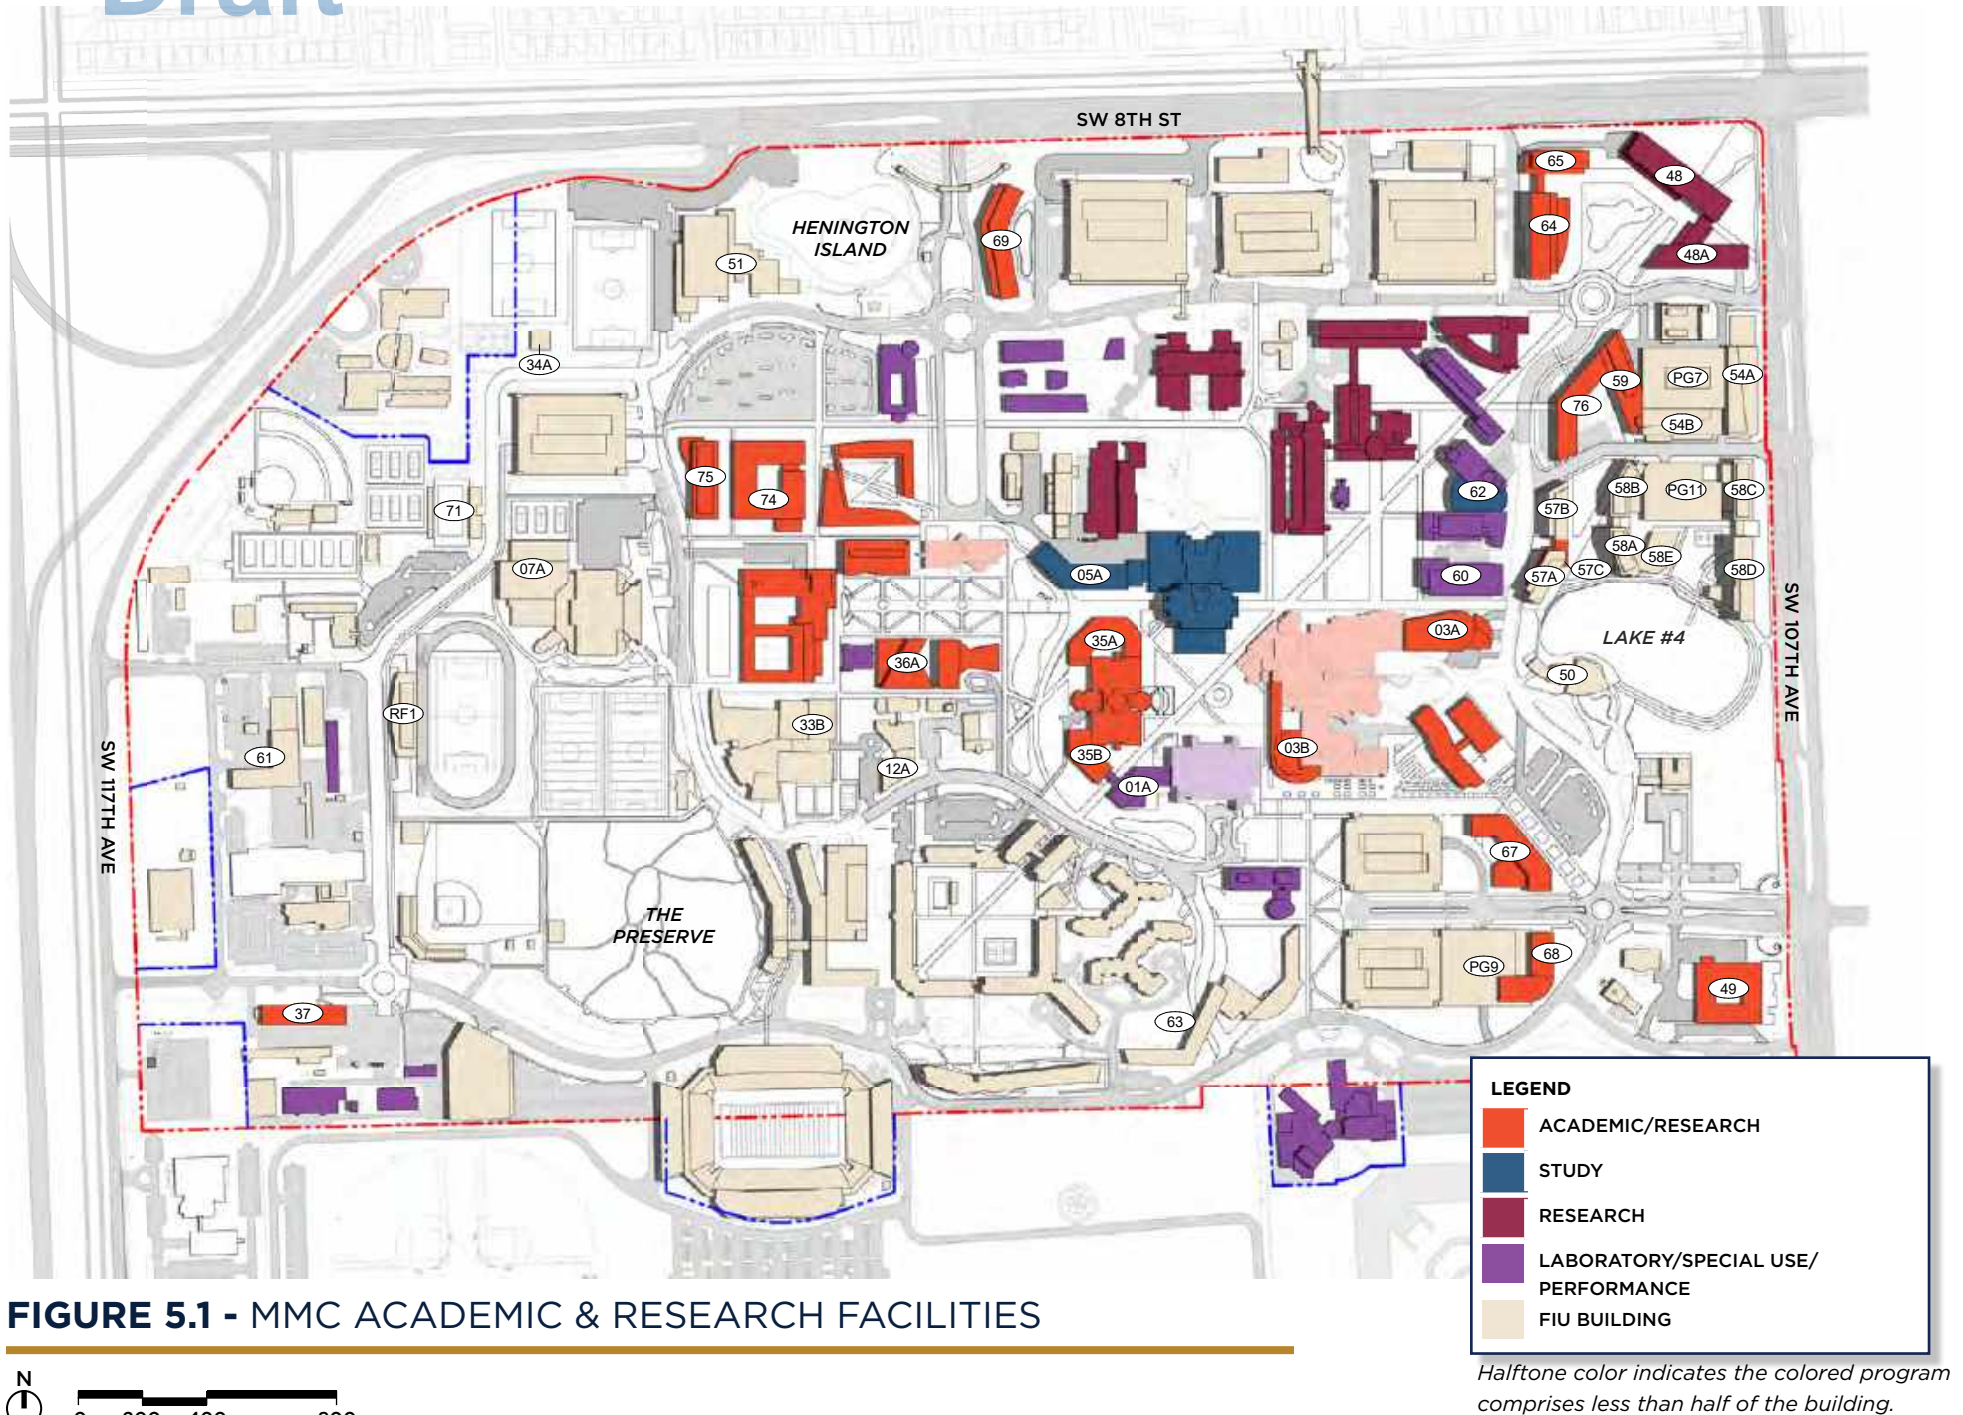 Draft
SW 8TH ST
65
48
64
48A
HENINGTON
ISLAND
69
51
34A
59
PG7
54A
76
54B
75
74
62
58B
PG11
58C
57B
71
07A
05A
60
58A
58E
57A
57C
58D
35A
36A
03A
LAKE #4
SW 107TH AVE
50
RF1
33B
61
12A
35B
03B
01A
SW 117TH AVE
67
THE
PRESERVE
68
PG9
49
37
63
LEGEND
ACADEMIC/RESEARCH
STUDY
RESEARCH
LABORATORY/SPECIAL USE/
PERFORMANCE
FIU BUILDING
FIGURE 5.1 - MMC ACADEMIC & RESEARCH FACILITIES
Halftone color indicates the colored program
comprises less than half of the building.
N